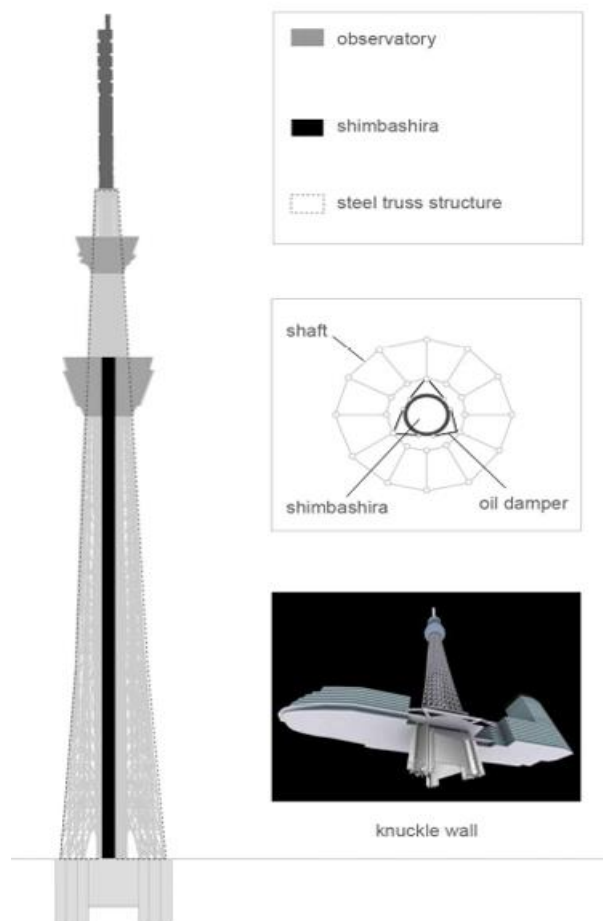 observatory
shimbashira
steel truss structure
shaft
shimbashira
oil damper
knuckle wall